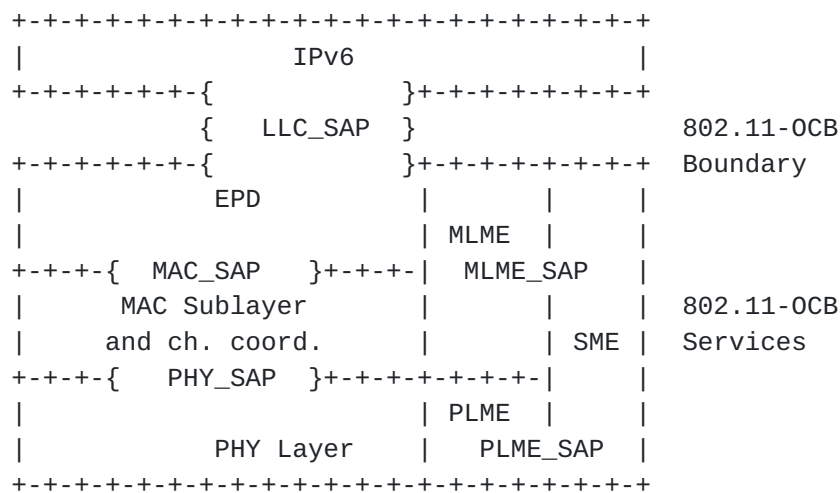 +-+-+-+-+-+-+-+-+-+-+-+-+-+-+-+-+-+-+-+-+
|                 IPv6                  |
+-+-+-+-+-+-{            }+-+-+-+-+-+-+-+
            {   LLC_SAP  }                 802.11-OCB
+-+-+-+-+-+-{            }+-+-+-+-+-+-+-+  Boundary
|            EPD          |       |     |
|                         | MLME  |     |
+-+-+-{  MAC_SAP   }+-+-+-|  MLME_SAP   |
|      MAC Sublayer       |       |     |  802.11-OCB
|     and ch. coord.      |       | SME |  Services
+-+-+-{   PHY_SAP  }+-+-+-+-+-+-+-|     |
|                         | PLME  |     |
|            PHY Layer    |   PLME_SAP  |
+-+-+-+-+-+-+-+-+-+-+-+-+-+-+-+-+-+-+-+-+